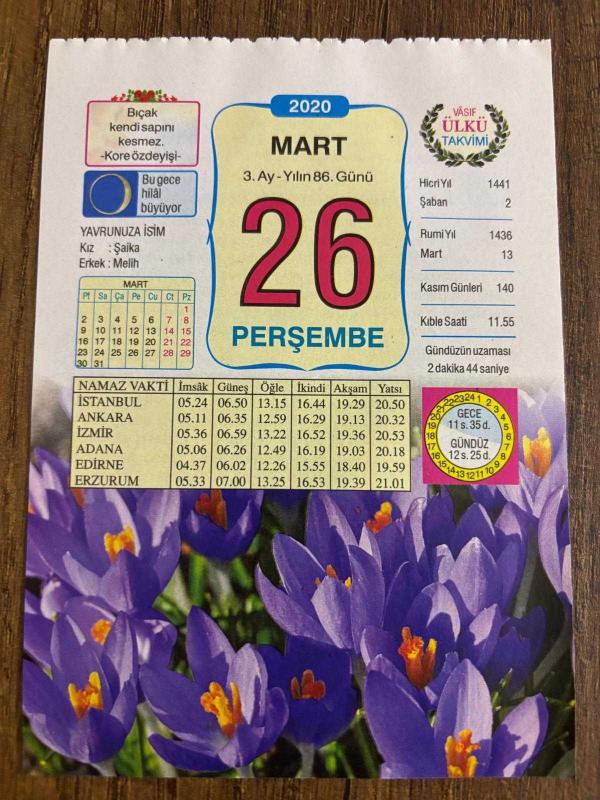 2020
Bıçak
kendi sapını
kesmez.
-Kore özdeyişi-
Bu gece
hilâl
büyüyor
YAVRUNUZA İSİM
Kız : Şaika
Erkek : Melih
MART
Pt Sa Ça Pe Cu Ct Pz
1
2 3 4 5 6 7 8
9 10 11 12 13 14 15
16 17 18 19 20 21 22
23 24 25 26 27 28 29
30 31
MART
3. Ay - Yılın 86. Günü
26
PERŞEMBE
VÂSIF
ÜLKÜ
TAKVİMİ
Hicri Yıl 1441
Şaban 2
Rumi Yıl 1436
Mart 13
Kasım Günleri 140
Kıble Saati 11.55
Gündüzün uzaması
2 dakika 44 saniye
NAMAZ VAKTİ İmsâk Güneş Öğle İkindi Akşam Yatsı
İSTANBUL 05.24 06.50 13.15 16.44 19.29 20.50
ANKARA 05.11 06.35 12.59 16.29 19.13 20.32
İZMİR 05.36 06.59 13.22 16.52 19.36 20.53
ADANA 05.06 06.26 12.49 16.19 19.03 20.18
EDİRNE 04.37 06.02 12.26 15.55 18.40 19.59
ERZURUM 05.33 07.00 13.25 16.53 19.39 21.01
GECE
11 s. 35 d.
GÜNDÜZ
12 s. 25 d.